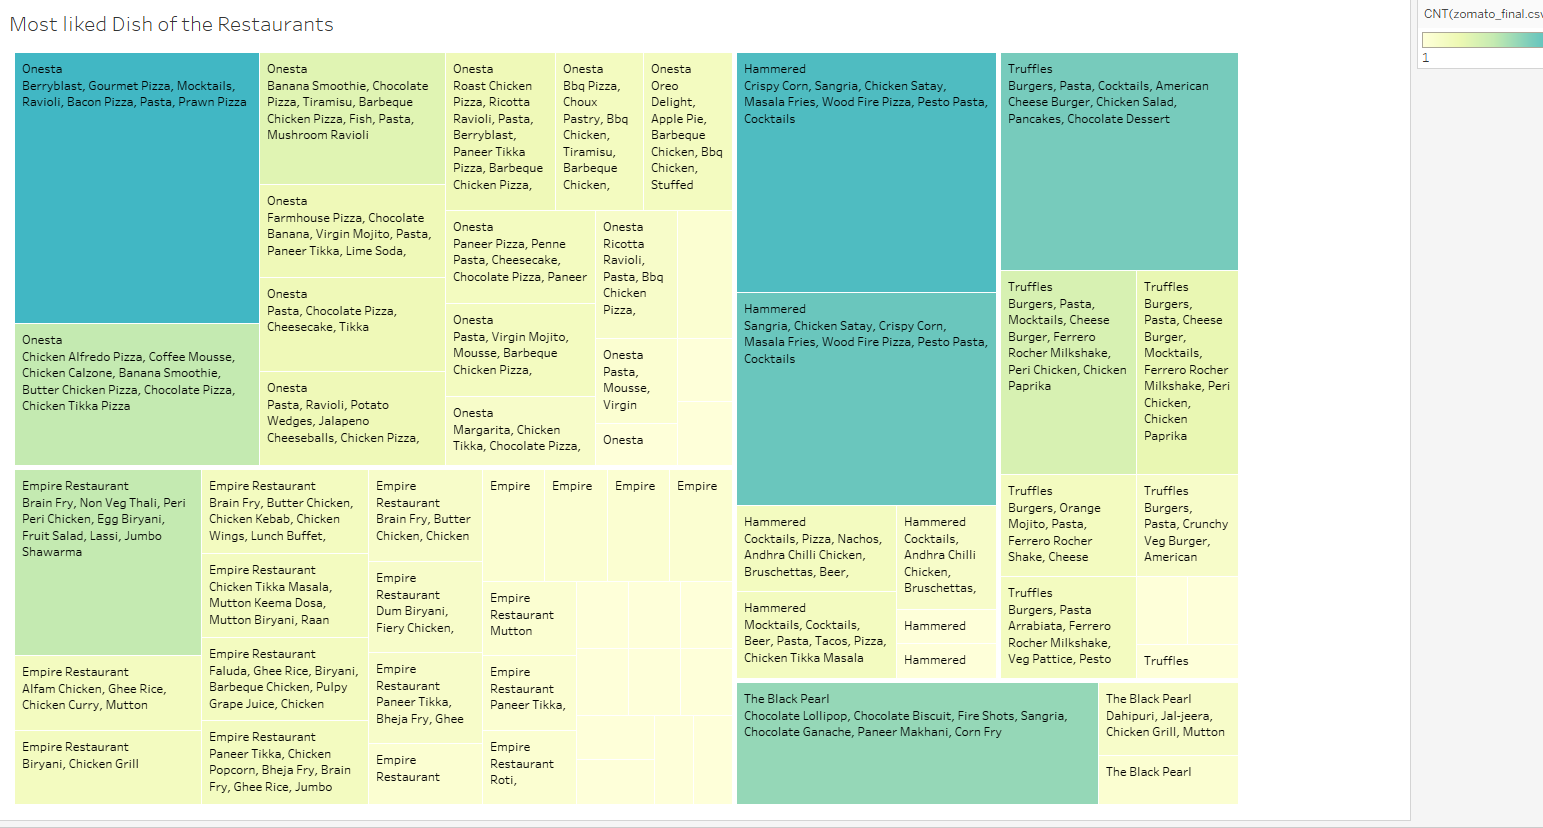 Most liked Dish of the Restaurants
CNT(zomato_final.csv
1
Onesta
Berryblast, Gourmet Pizza, Mocktails,
Ravioli, Bacon Pizza, Pasta, Prawn Pizza
Onesta
Chicken Alfredo Pizza, Coffee Mousse,
Chicken Calzone, Banana Smoothie,
Butter Chicken Pizza, Chocolate Pizza,
Chicken Tikka Pizza
Onesta
Banana Smoothie, Chocolate
Pizza, Tiramisu, Barbeque
Chicken Pizza, Fish, Pasta,
Mushroom Ravioli
Onesta
Farmhouse Pizza, Chocolate
Banana, Virgin Mojito, Pasta,
Paneer Tikka, Lime Soda,
Onesta
Pasta, Chocolate Pizza,
Cheesecake, Tikka
Onesta
Pasta, Ravioli, Potato
Wedges, Jalapeno
Cheeseballs, Chicken Pizza,
Onesta
Roast Chicken
Pizza, Ricotta
Ravioli, Pasta,
Berryblast,
Paneer Tikka
Pizza, Barbeque
Chicken Pizza,
Onesta
Bbq Pizza,
Choux
Pastry, Bbq
Chicken,
Tiramisu,
Barbeque
Chicken,
Onesta
Oreo
Delight,
Apple Pie,
Barbeque
Chicken, Bbq
Chicken,
Stuffed
Onesta
Paneer Pizza, Penne
Pasta, Cheesecake,
Chocolate Pizza, Paneer
Onesta
Pasta, Virgin Mojito,
Mousse, Barbeque
Chicken Pizza,
Onesta
Margarita, Chicken
Tikka, Chocolate Pizza,
Onesta
Ricotta
Ravioli,
Pasta, Bbq
Chicken
Pizza,
Onesta
Pasta,
Mousse,
Virgin
Onesta
Empire Restaurant
Brain Fry, Non Veg Thali, Peri
Peri Chicken, Egg Biryani,
Fruit Salad, Lassi, Jumbo
Shawarma
Empire Restaurant
Alfam Chicken, Ghee Rice,
Chicken Curry, Mutton
Empire Restaurant
Biryani, Chicken Grill
Empire Restaurant
Brain Fry, Butter Chicken,
Chicken Kebab, Chicken
Wings, Lunch Buffet,
Empire Restaurant
Chicken Tikka Masala,
Mutton Keema Dosa,
Mutton Biryani, Raan
Empire Restaurant
Faluda, Ghee Rice, Biryani,
Barbeque Chicken, Pulpy
Grape Juice, Chicken
Empire Restaurant
Paneer Tikka, Chicken
Popcorn, Bheja Fry, Brain
Fry, Ghee Rice, Jumbo
Empire
Restaurant
Brain Fry, Butter
Chicken, Chicken
Empire
Restaurant
Dum Biryani,
Fiery Chicken,
Empire
Restaurant
Paneer Tikka,
Bheja Fry, Ghee
Empire
Restaurant
Empire
Empire
Empire
Empire
Empire
Restaurant
Mutton
Empire
Restaurant
Paneer Tikka,
Empire
Restaurant
Roti,
Hammered
Crispy Corn, Sangria, Chicken Satay,
Masala Fries, Wood Fire Pizza, Pesto Pasta,
Cocktails
Hammered
Sangria, Chicken Satay, Crispy Corn,
Masala Fries, Wood Fire Pizza, Pesto Pasta,
Cocktails
Hammered
Cocktails, Pizza, Nachos,
Andhra Chilli Chicken,
Bruschettas, Beer,
Hammered
Mocktails, Cocktails,
Beer, Pasta, Tacos, Pizza,
Chicken Tikka Masala
Hammered
Cocktails,
Andhra Chilli
Chicken,
Bruschettas,
Hammered
Hammered
Truffles
Burgers, Pasta, Cocktails, American
Cheese Burger, Chicken Salad,
Pancakes, Chocolate Dessert
Truffles
Burgers, Pasta,
Mocktails, Cheese
Burger, Ferrero
Rocher Milkshake,
Peri Chicken, Chicken
Paprika
Truffles
Burgers,
Pasta, Cheese
Burger,
Mocktails,
Ferrero Rocher
Milkshake, Peri
Chicken,
Chicken
Paprika
Truffles
Burgers, Orange
Mojito, Pasta,
Ferrero Rocher
Shake, Cheese
Truffles
Burgers,
Pasta, Crunchy
Veg Burger,
American
Truffles
Burgers, Pasta
Arrabiata, Ferrero
Rocher Milkshake,
Veg Pattice, Pesto
Truffles
The Black Pearl
Chocolate Lollipop, Chocolate Biscuit, Fire Shots, Sangria,
Chocolate Ganache, Paneer Makhani, Corn Fry
The Black Pearl
Dahipuri, Jal-jeera,
Chicken Grill, Mutton
The Black Pearl